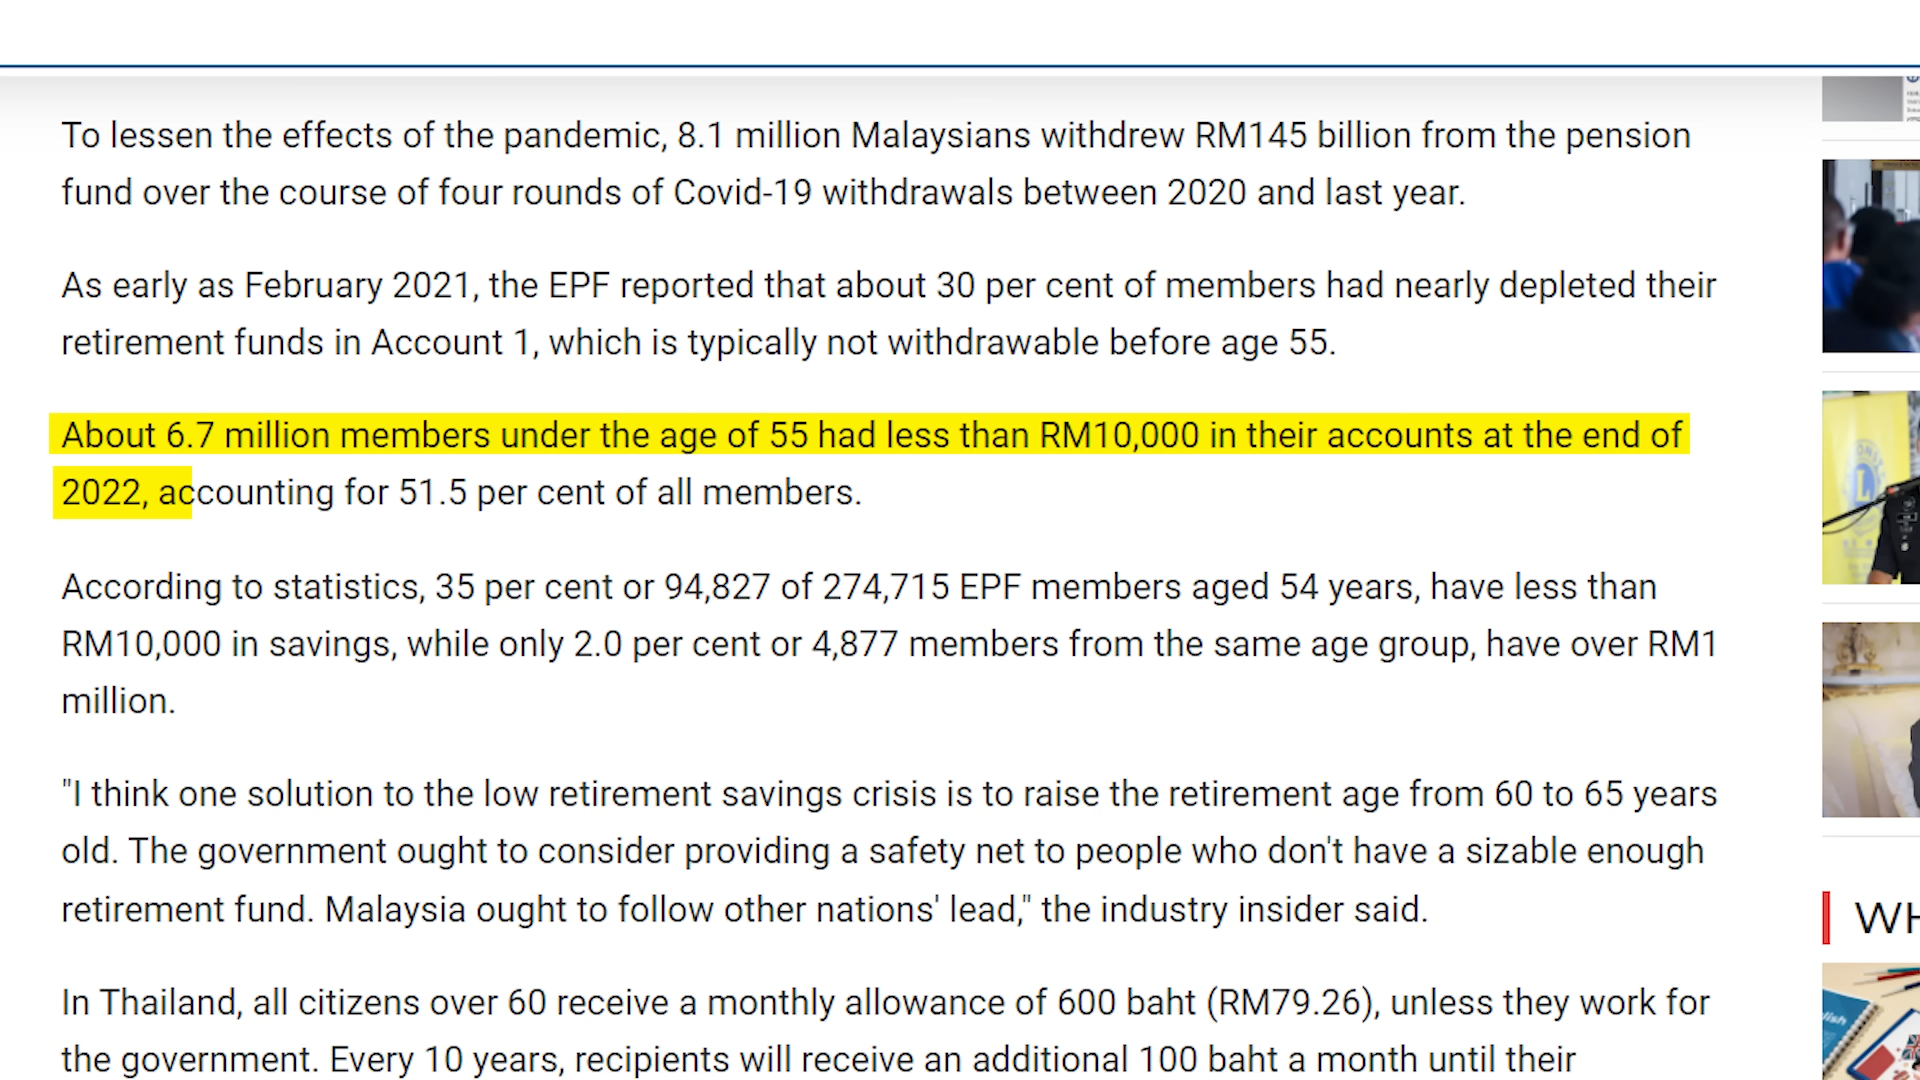 To lessen the effects of the pandemic, 8.1 million Malaysians withdrew RM145 billion from the pension
fund over the course of four rounds of Covid-19 withdrawals between 2020 and last year.
As early as February 2021, the EPF reported that about 30 per cent of members had nearly depleted their
retirement funds in Account 1, which is typically not withdrawable before age 55.
About 6.7 million members under the age of 55 had less than RM10,000 in their accounts at the end of
2022, accounting for 51.5 per cent of all members.
According to statistics, 35 per cent or 94,827 of 274,715 EPF members aged 54 years, have less than
RM10,000 in savings, while only 2.0 per cent or 4,877 members from the same age group, have over RM1
million.
"I think one solution to the low retirement savings crisis is to raise the retirement age from 60 to 65 years
old. The government ought to consider providing a safety net to people who don't have a sizable enough
retirement fund. Malaysia ought to follow other nations' lead," the industry insider said.
WH
In Thailand, all citizens over 60 receive a monthly allowance of 600 baht (RM79.26), unless they work for
the government. Every 10 years, recipients will receive an additional 100 baht a month until their